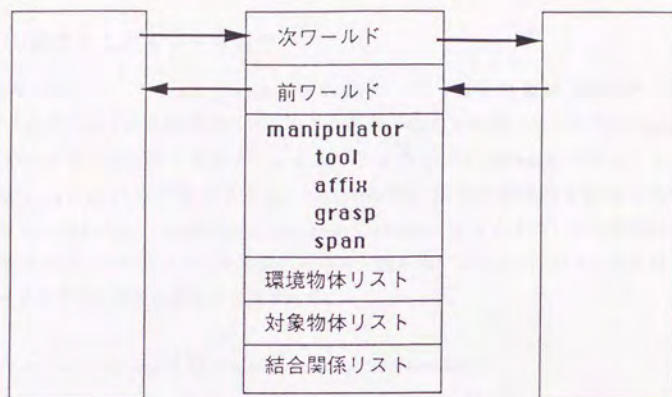 次ワールド
前ワールド
manipulator
tool
affix
grasp
span
環境物体リスト
対象物体リスト
結合関係リスト